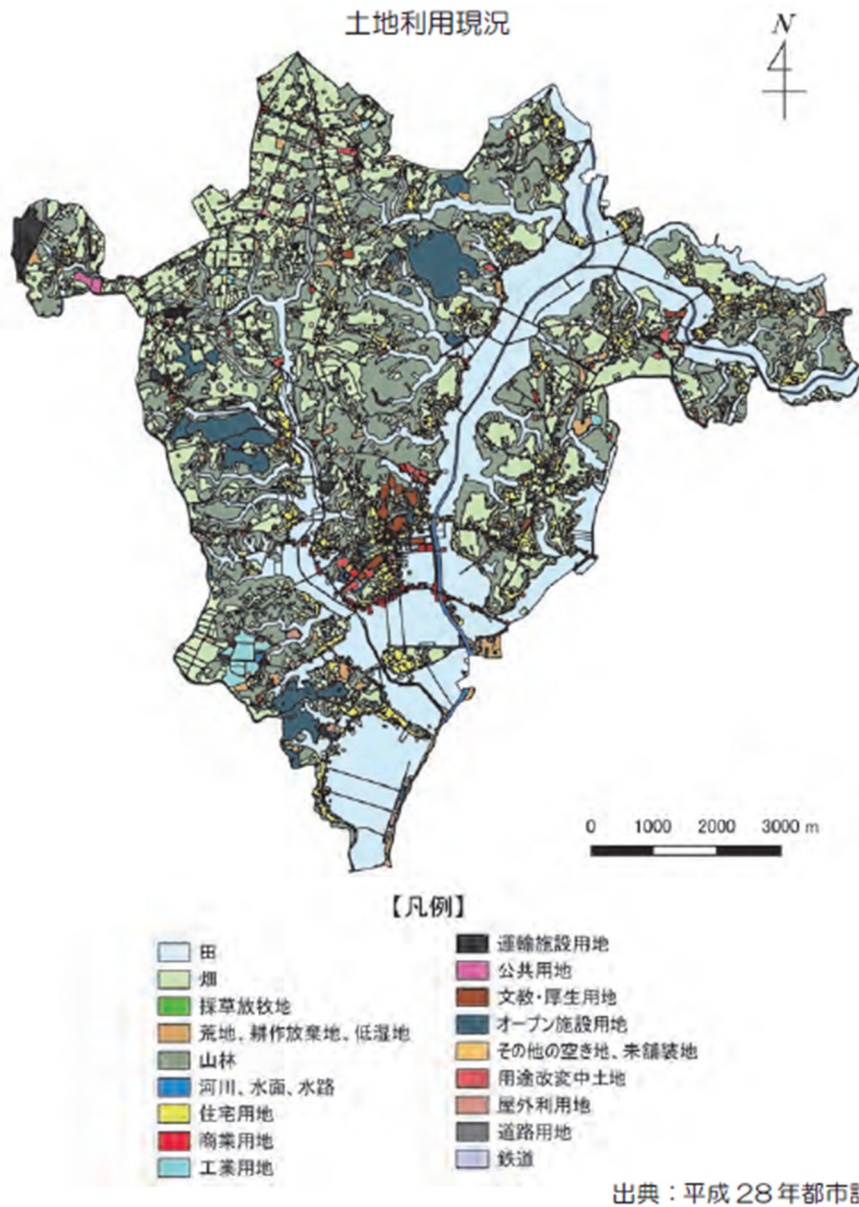 土地利用現況
N
0 1000 2000 3000 m
【凡例】
田
畑
採草放牧地
荒地、耕作放棄地、低湿地
山林
河川、水面、水路
住宅用地
商業用地
工業用地
運輸施設用地
公共用地
文教・厚生用地
オープン施設用地
その他の空き地、未舗装地
用途改変中土地
屋外利用地
道路用地
鉄道
出典：平成28年都市